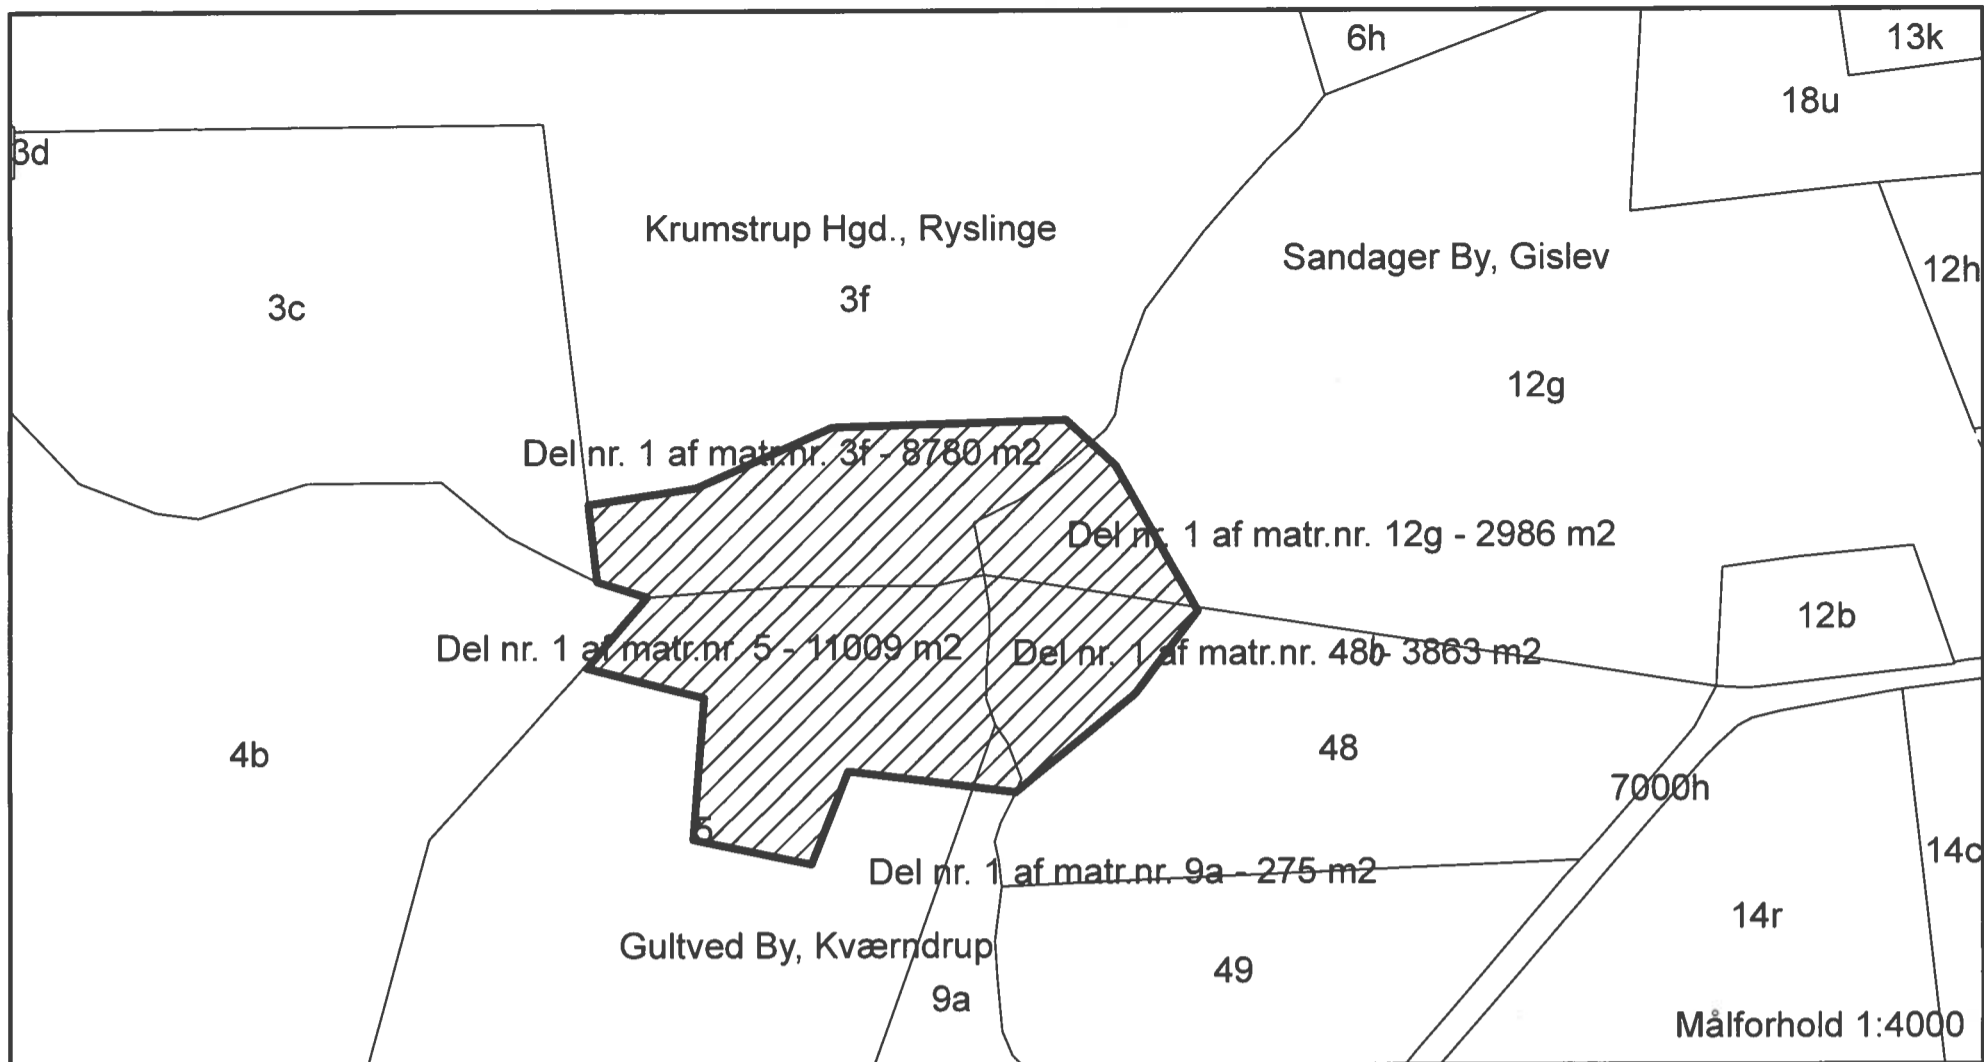 6h
13k
18u
3d
Krumstrup Hgd., Ryslinge
Sandager By, Gislev
12h
3f
3c
12g
Del nr. 1 af matr.nr. 3f - 8780 m2
Del nr. 1 af matr.nr. 12g - 2986 m2
12b
Del nr. 1 af matr.nr. 5 - 11009 m2
Del nr. 1 af matr.nr. 48 - 3863 m2
4b
48
7000h
5
14c
Del nr. 1 af matr.nr. 9a - 275 m2
14r
Gultved By, Kværndrup
49
9a
Målforhold 1:4000